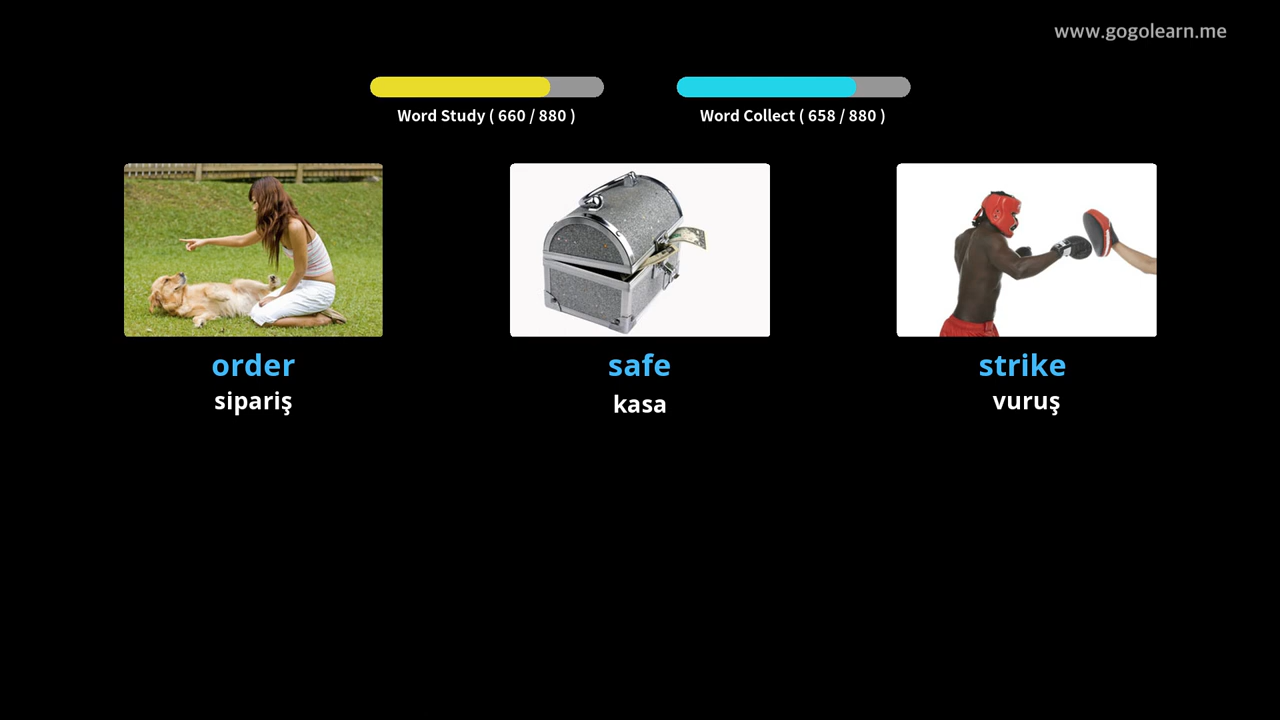 www.gogolearn.me
Word Study ( 660 / 880 )
Word Collect ( 658 / 880 )
order
sipariş
safe
kasa
strike
vuruş